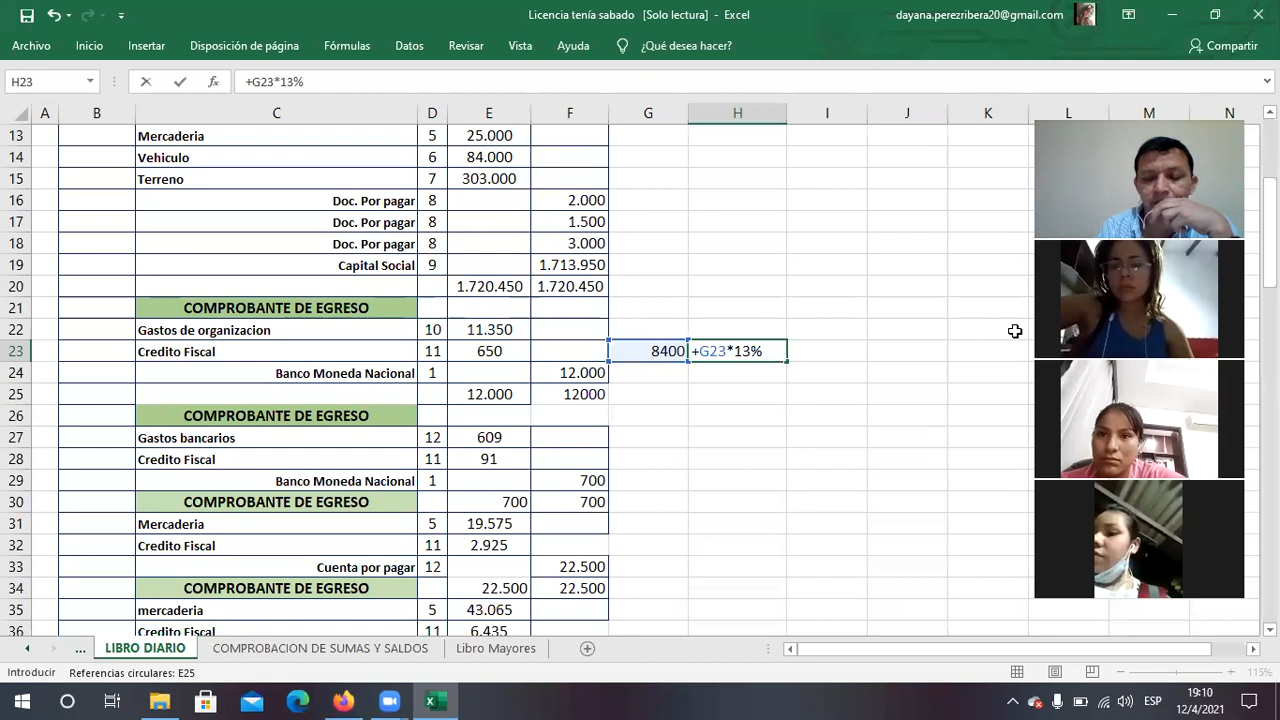 Licencia tenía sabado [Solo lectura] - Excel
dayana.perezribera20@gmail.com
Archivo Inicio Insertar Disposición de página Fórmulas Datos Revisar Vista Ayuda ¿Qué desea hacer? Compartir
H23 fx +G23*13%
A B C D E F G H I J K L M N
13 Mercaderia 5 25.000
14 Vehiculo 6 84.000
15 Terreno 7 303.000
16 Doc. Por pagar 8 2.000
17 Doc. Por pagar 8 1.500
18 Doc. Por pagar 8 3.000
19 Capital Social 9 1.713.950
20 1.720.450 1.720.450
21 COMPROBANTE DE EGRESO
22 Gastos de organizacion 10 11.350
23 Credito Fiscal 11 650 8400 +G23*13%
24 Banco Moneda Nacional 1 12.000
25 12.000 12000
26 COMPROBANTE DE EGRESO
27 Gastos bancarios 12 609
28 Credito Fiscal 11 91
29 Banco Moneda Nacional 1 700
30 COMPROBANTE DE EGRESO 700 700
31 Mercaderia 5 19.575
32 Credito Fiscal 11 2.925
33 Cuenta por pagar 12 22.500
34 COMPROBANTE DE EGRESO 22.500 22.500
35 mercaderia 5 43.065
36 Credito Fiscal 11 6.435
... LIBRO DIARIO COMPROBACION DE SUMAS Y SALDOS Libro Mayores
Introducir Referencias circulares: E25 115%
ESP 19:10
12/4/2021